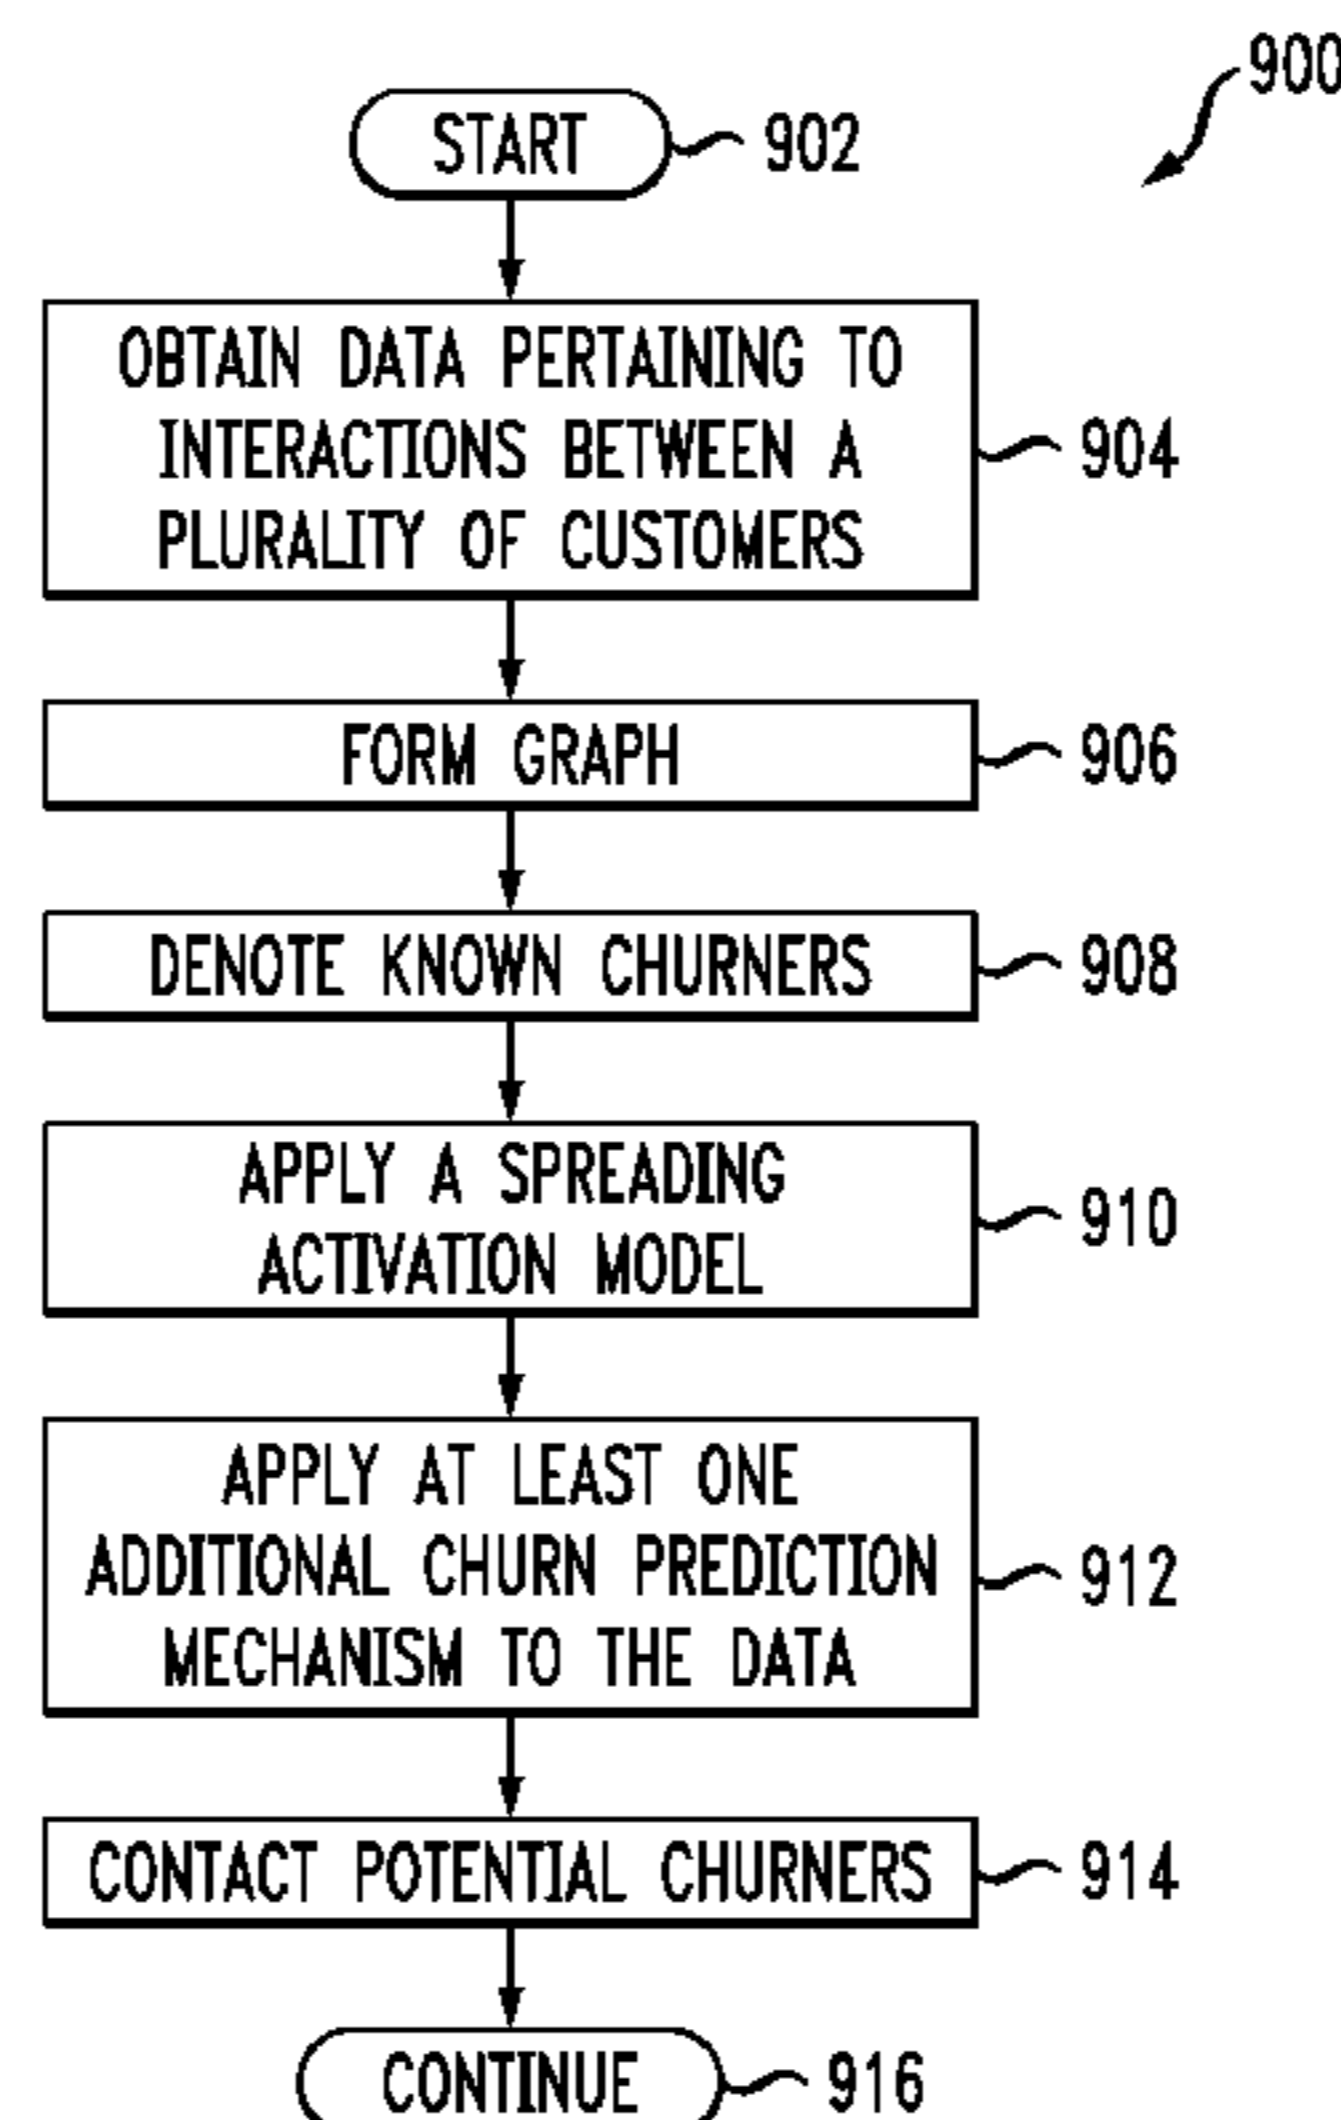 900
START
902
OBTAIN DATA PERTAINING TO
INTERACTIONS BETWEEN A
PLURALITY OF CUSTOMERS
904
FORM GRAPH
906
DENOTE KNOWN CHURNERS
908
APPLY A SPREADING
ACTIVATION MODEL
910
APPLY AT LEAST ONE
ADDITIONAL CHURN PREDICTION
MECHANISM TO THE DATA
912
CONTACT POTENTIAL CHURNERS
914
CONTINUE
916